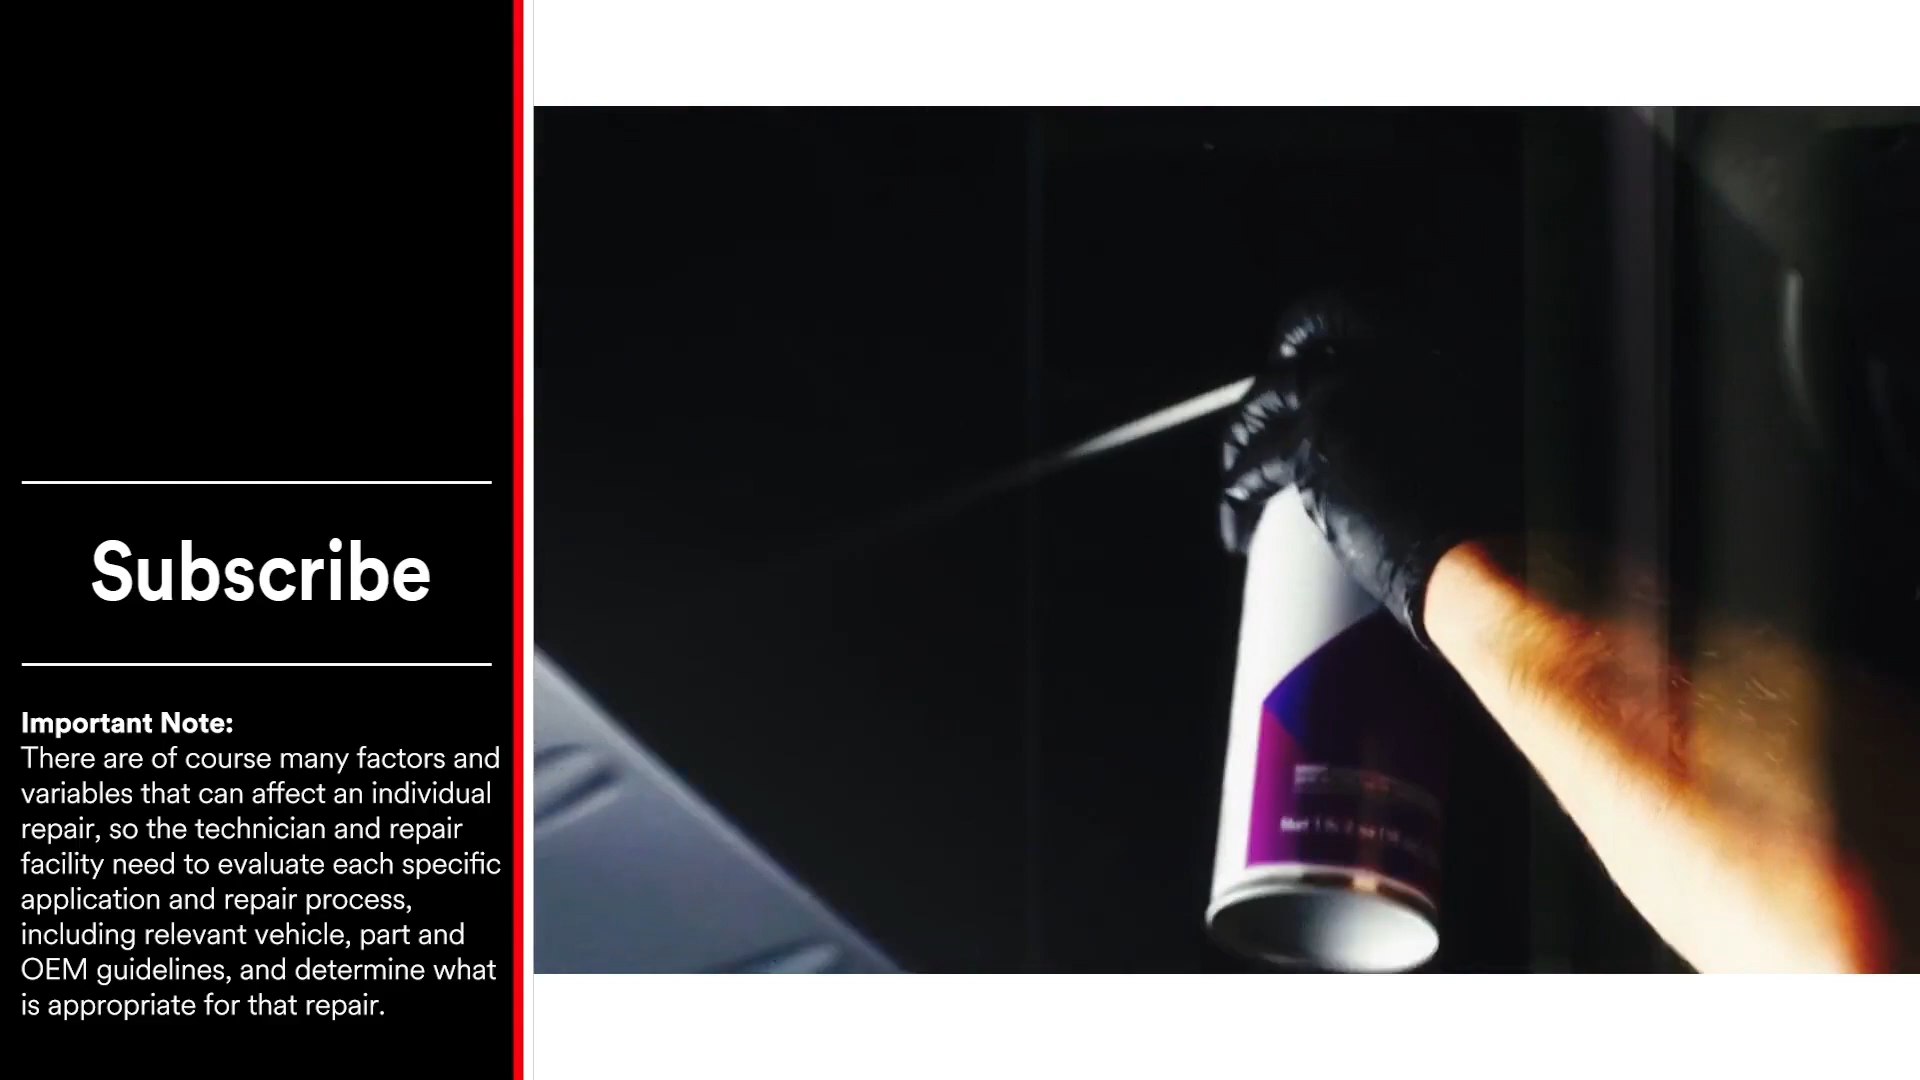 Subscribe
Important Note:
There are of course many factors and
variables that can affect an individual
repair, so the technician and repair
facility need to evaluate each specific
application and repair process,
including relevant vehicle, part and
OEM guidelines, and determine what
is appropriate for that repair.